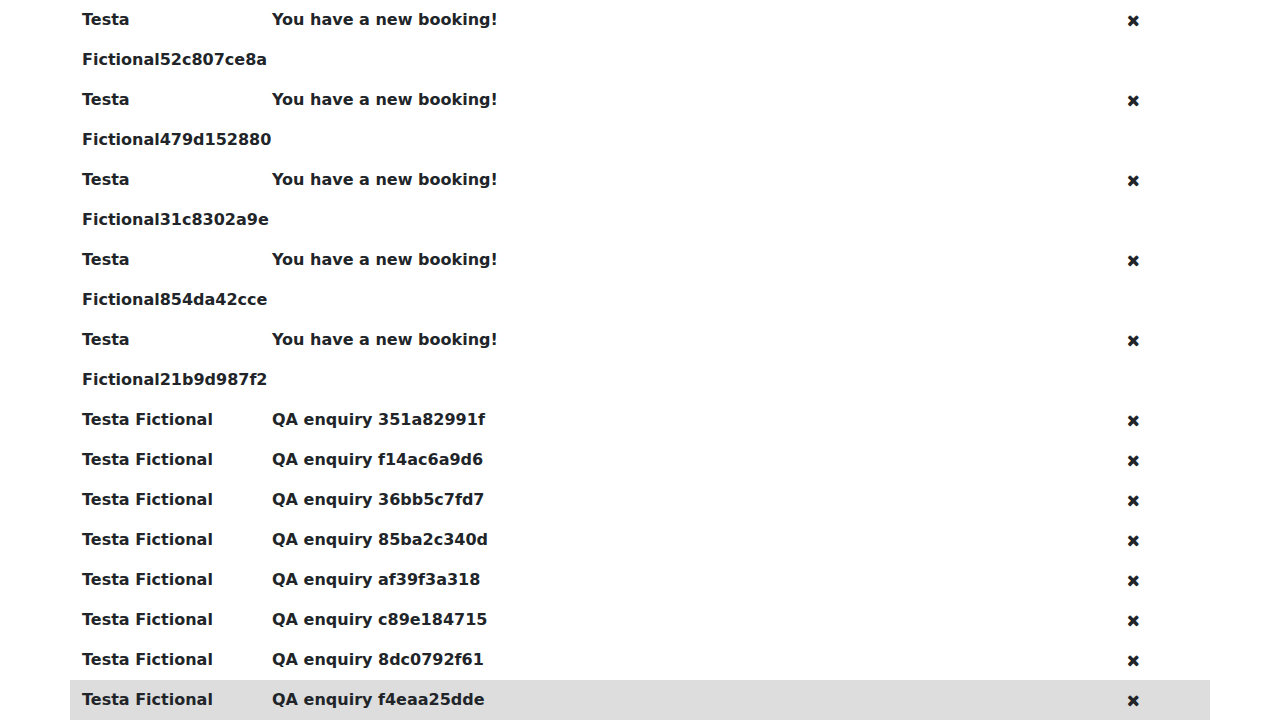 Testa You have a new booking! ✖
Fictional52c807ce8a
Testa You have a new booking! ✖
Fictional479d152880
Testa You have a new booking! ✖
Fictional31c8302a9e
Testa You have a new booking! ✖
Fictional854da42cce
Testa You have a new booking! ✖
Fictional21b9d987f2
Testa Fictional QA enquiry 351a82991f ✖
Testa Fictional QA enquiry f14ac6a9d6 ✖
Testa Fictional QA enquiry 36bb5c7fd7 ✖
Testa Fictional QA enquiry 85ba2c340d ✖
Testa Fictional QA enquiry af39f3a318 ✖
Testa Fictional QA enquiry c89e184715 ✖
Testa Fictional QA enquiry 8dc0792f61 ✖
Testa Fictional QA enquiry f4eaa25dde ✖